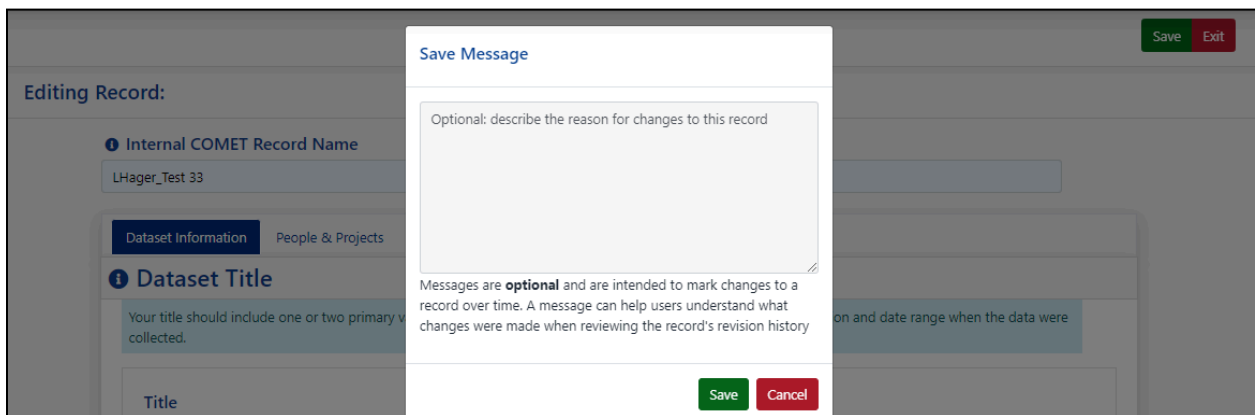 Save Exit
Save Message
Editing Record:
Optional: describe the reason for changes to this record
Internal COMET Record Name
LHager_Test 33
Dataset Information People & Projects
Dataset Title
Messages are optional and are intended to mark changes to a
record over time. A message can help users understand what
changes were made when reviewing the record's revision history
Your title should include one or two primary v
on and date range when the data were
collected.
Save Cancel
Title